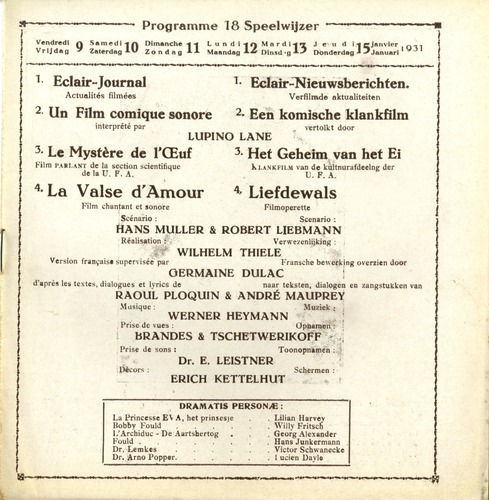 Programme 18 Speelwijzer
Vendredi Vrijdag 9 Samedi Zaterdag 10 Dimanche Zondag 11 Lundi Maandag 12 Mardi Dinsdag 13 Jeudi Donderdag 15 Janvier Januari 1931
1. Eclair-Journal
Actualités filmées
1. Eclair-Nieuwsberichten.
Verfilmde aktualiteiten
2. Un Film comique sonore
interprété par
2. Een komische klankfilm
vertolkt door
LUPINO LANE
3. Le Mystère de l'Œuf
Film PARLANT de la section scientifique
de la U. F. A.
3. Het Geheim van het Ei
KLANKFILM van de kultnurafdeeling der
U. F. A.
4. La Valse d'Amour
Film chantant et sonore
4. Liefdewals
Filmoperette
Scénario : Scenario :
HANS MULLER & ROBERT LIEBMANN
Réalisation : Verwezenlijking :
WILHELM THIELE
Version française supervisée par Fransche bewerking overzien door
GERMAINE DULAC
d'après les textes, dialogues et lyrics de naar teksten, dialogen en zangstukken van
RAOUL PLOQUIN & ANDRÉ MAUPREY
Musique : Muziek :
WERNER HEYMANN
Prise de vues : Opnamen :
BRANDES & TSCHETWERIKOFF
Prise de sons : Toonopnamen :
Dr. E. LEISTNER
Décors : Schermen :
ERICH KETTELHUT
DRAMATIS PERSONÆ :
La Princesse EVA, het prinsesje . Lilian Harvey
Bobby Fould . . . . Willy Fritsch
L'Archiduc - De Aartshertog . . Georg Alexander
Fould . . . . . Hans Junkermann
Dr. Lemkes . . . . . Victor Schwanecke
Dr. Arno Popper. . . . . Lucien Dayle